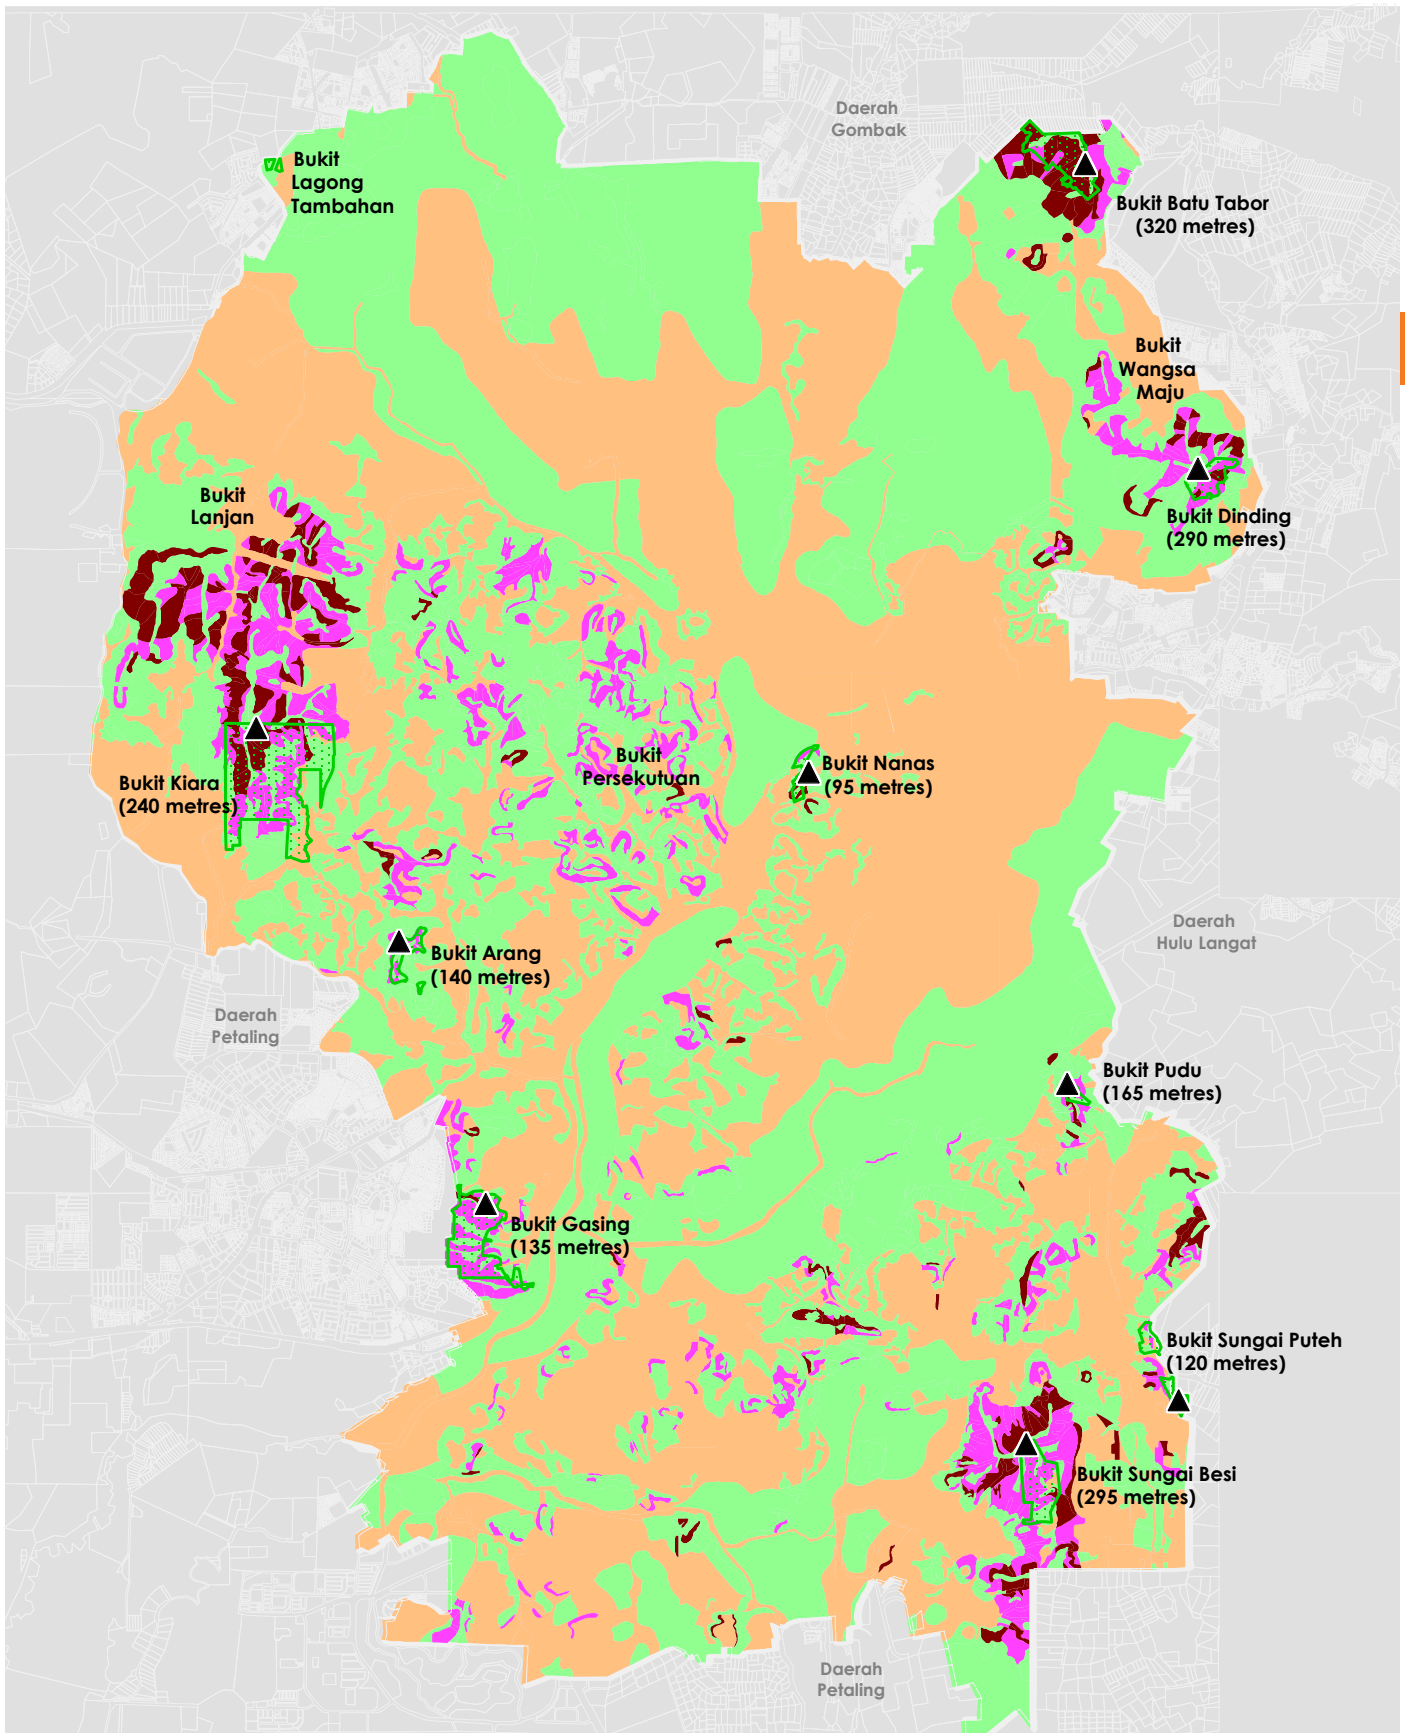 Daerah
Gombak
Bukit
Lagong
Tambahan
Bukit Batu Tabor
(320 metres)
Bukit
Wangsa
Maju
Bukit
Lanjan
Bukit Dinding
(290 metres)
Bukit
Persekutuan
Bukit Nanas
(95 metres)
Bukit Kiara
(240 metres)
Daerah
Hulu Langat
Bukit Arang
(140 metres)
Daerah
Petaling
Bukit Pudu
(165 metres)
Bukit Gasing
(135 metres)
Bukit Sungai Puteh
(120 metres)
Bukit Sungai Besi
(295 metres)
Daerah
Petaling